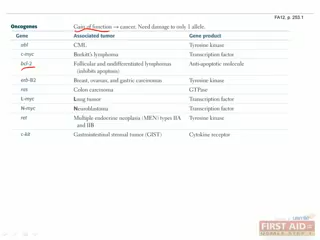 FA12, p. 252.1
Oncogenes
Gain of function → cancer. Need damage to only 1 allele.
Gene Associated tumor Gene product
abl CML Tyrosine kinase
c-myc Burkitt's lymphoma Transcription factor
bcl-2 Follicular and undifferentiated lymphomas Anti-apoptotic molecule
(inhibits apoptosis)
erb-B2 Breast, ovarian, and gastric carcinomas Tyrosine kinase
ras Colon carcinoma GTPase
L-myc Lung tumor Transcription factor
N-myc Neuroblastoma Transcription factor
ret Multiple endocrine neoplasia (MEN) types IIA Tyrosine kinase
and IIB
c-kit Gastrointestinal stromal tumor (GIST) Cytokine receptor
FIRST AID